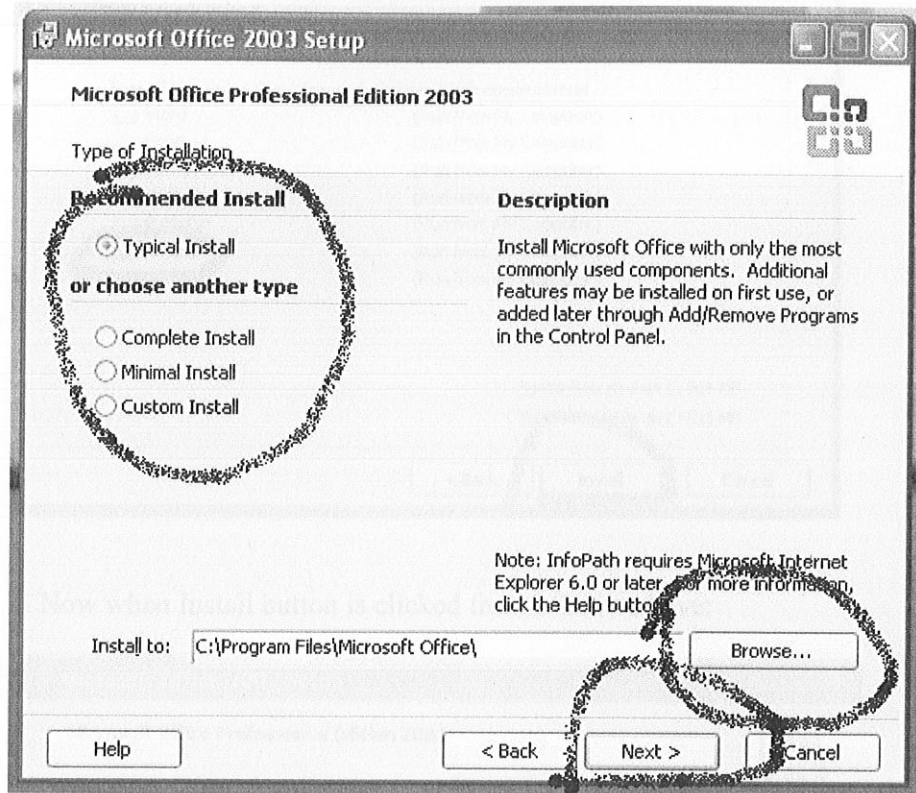 Microsoft Office 2003 Setup
Microsoft Office Professional Edition 2003
Type of Installation
Recommended Install
Typical Install
or choose another type
Complete Install
Minimal Install
Custom Install
Description
Install Microsoft Office with only the most
commonly used components. Additional
features may be installed on first use, or
added later through Add/Remove Programs
in the Control Panel.
Note: InfoPath requires Microsoft Internet
Explorer 6.0 or later. For more information,
click the Help button.
Now when Install button is clicked
Install to: C:\Program Files\Microsoft Office\ Browse...
Help < Back Next > Cancel